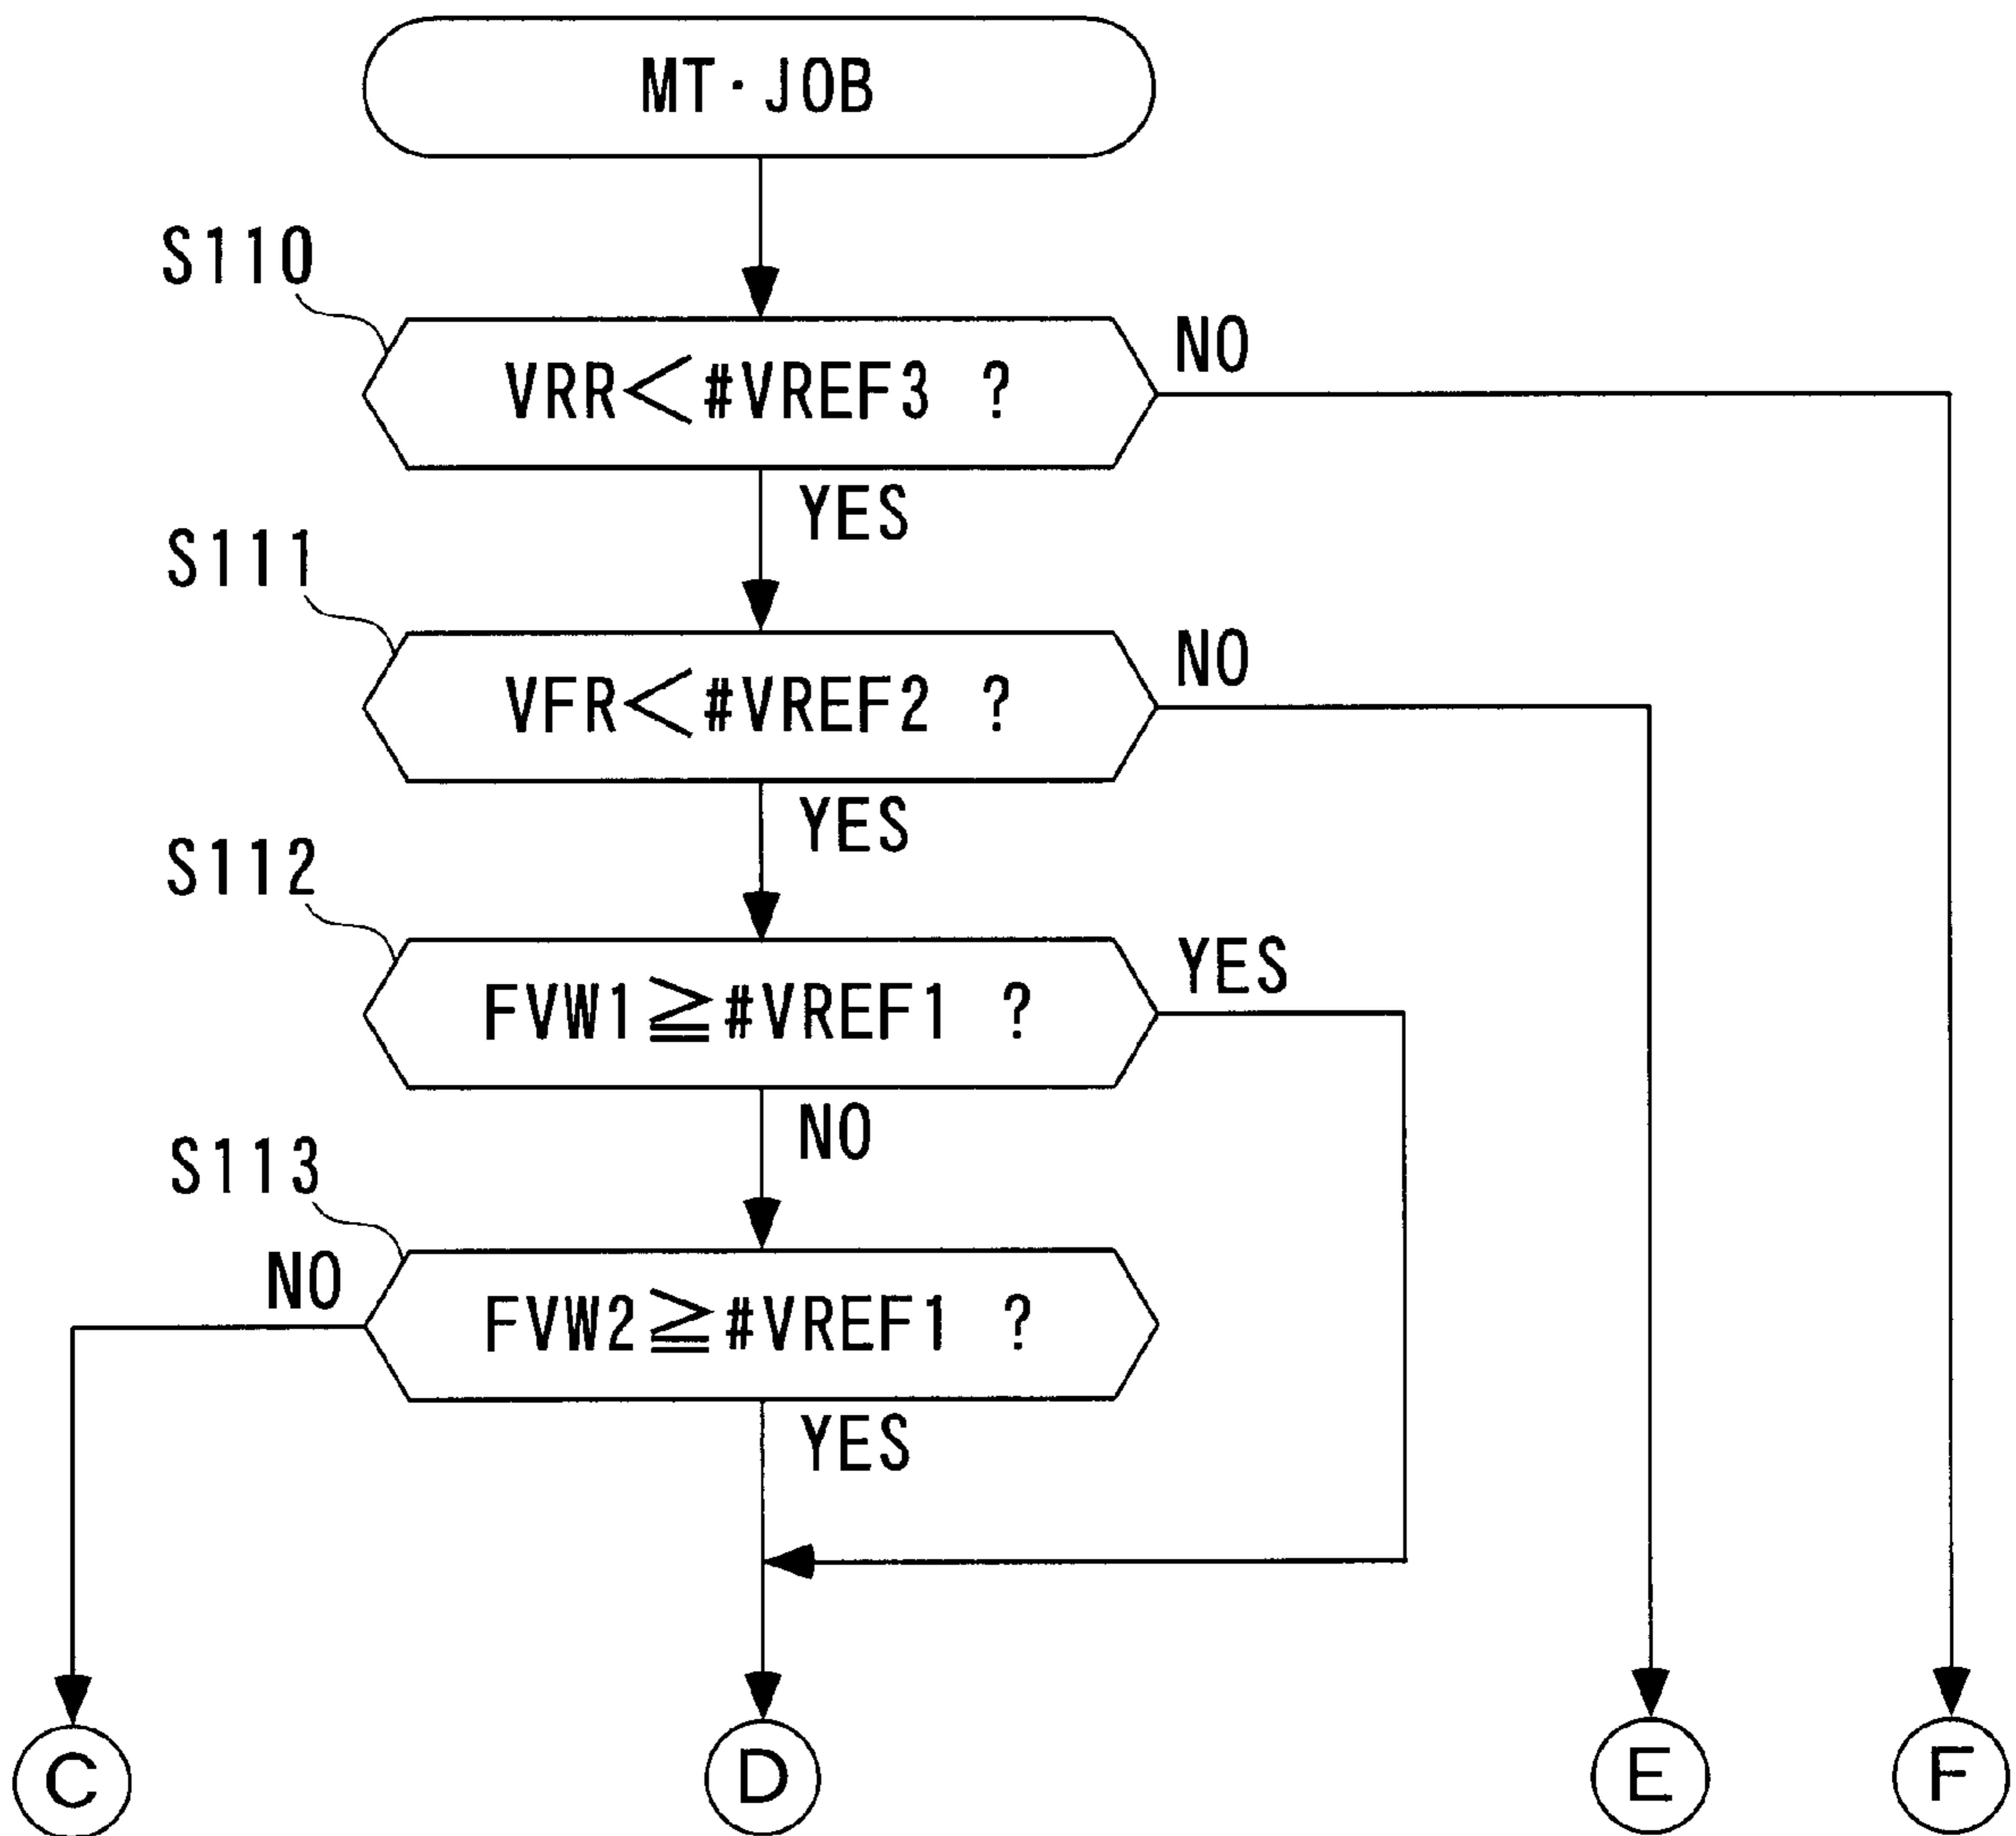 MT・JOB
S110
VRR<#VREF3 ?
NO
YES
S111
VFR<#VREF2 ?
NO
YES
S112
FVW1≧#VREF1 ?
YES
NO
S113
NO
FVW2≧#VREF1 ?
YES
C
D
E
F